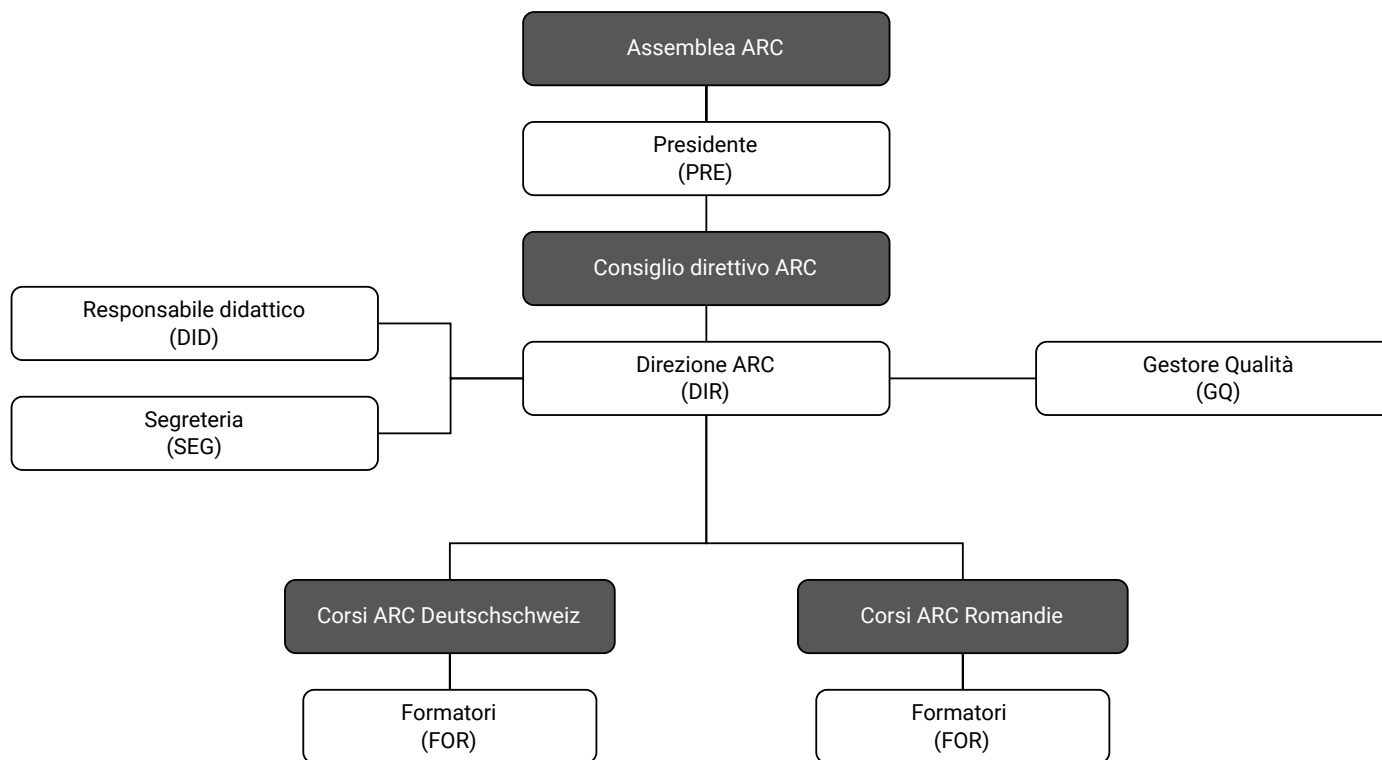 Assemblea ARC
Presidente
(PRE)
Consiglio direttivo ARC
Responsabile didattico
(DID)
Direzione ARC
(DIR)
Gestore Qualità
(GQ)
Segreteria
(SEG)
Corsi ARC Deutschschweiz
Corsi ARC Romandie
Formatori
(FOR)
Formatori
(FOR)